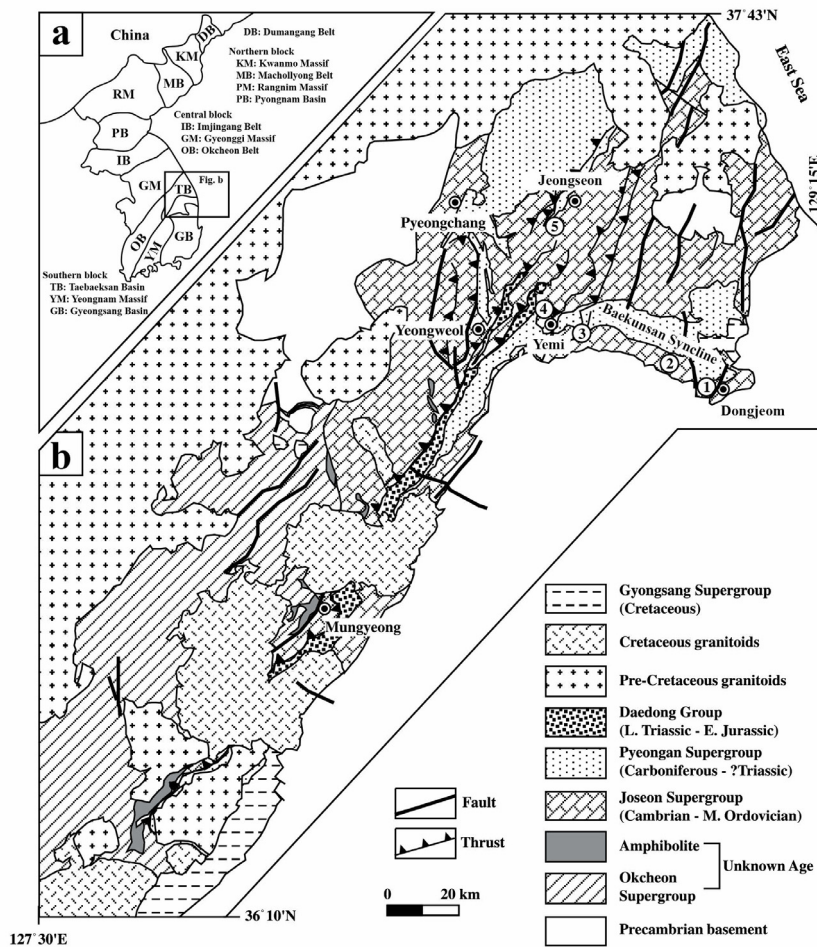 a
China
DB
KM
MB
RM
PB
IB
GM
TB
Fig. b
OB
YM
GB
DB: Dumangang Belt
Northern block
KM: Kwanmo Massif
MB: Machollyong Belt
PM: Rangnim Massif
PB: Pyongnam Basin
Central block
IB: Imjingang Belt
GM: Gyeonggi Massif
OB: Okcheon Belt
Southern block
TB: Taebaeksan Basin
YM: Yeongnam Massif
GB: Gyeongsang Basin
37°43'N
East Sea
129°15'E
Jeongseon
Pyeongchang
5
Yeongweol
4
Yemi
3
Baekunsan Syncline
2
1
Dongjeom
b
Mungyeong
Gyongsang Supergroup
(Cretaceous)
Cretaceous granitoids
Pre-Cretaceous granitoids
Daedong Group
(L. Triassic - E. Jurassic)
Pyeongan Supergroup
(Carboniferous - ?Triassic)
Joseon Supergroup
(Cambrian - M. Ordovician)
Amphibolite
Unknown Age
Okcheon
Supergroup
Precambrian basement
Fault
Thrust
0 20 km
36°10'N
127°30'E